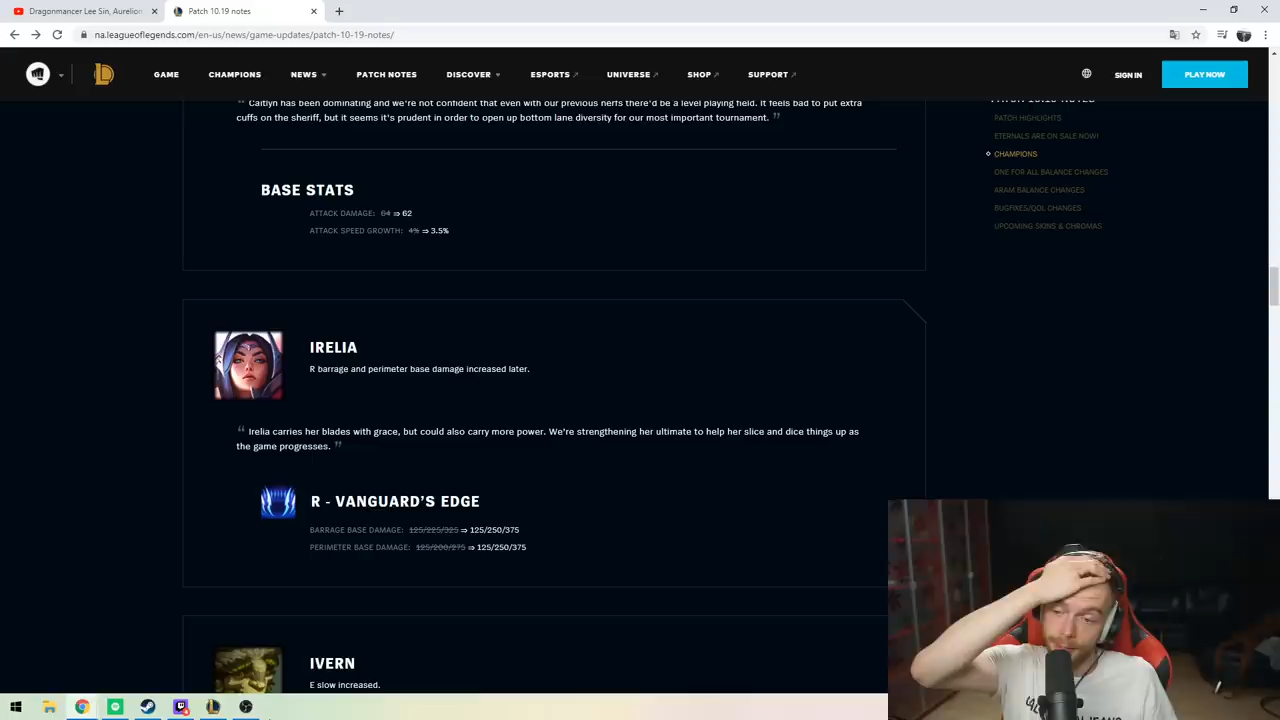 Dragonmancer Lee Sin, Aurelion
Patch 10.19 notes
na.leagueoflegends.com/en-us/news/game-updates/patch-10-19-notes/
GAME
CHAMPIONS
NEWS
PATCH NOTES
DISCOVER
ESPORTS
UNIVERSE
SHOP
SUPPORT
SIGN IN
PLAY NOW
PATCH 10.19 NOTES
PATCH HIGHLIGHTS
ETERNALS ARE ON SALE NOW!
CHAMPIONS
ONE FOR ALL BALANCE CHANGES
ARAM BALANCE CHANGES
BUGFIXES/QOL CHANGES
UPCOMING SKINS & CHROMAS
“ Caitlyn has been dominating and we're not confident that even with our previous nerfs there'd be a level playing field. It feels bad to put extra
cuffs on the sheriff, but it seems it's prudent in order to open up bottom lane diversity for our most important tournament. ”
BASE STATS
ATTACK DAMAGE: 64 ⇒ 62
ATTACK SPEED GROWTH: 4% ⇒ 3.5%
IRELIA
R barrage and perimeter base damage increased later.
“ Irelia carries her blades with grace, but could also carry more power. We're strengthening her ultimate to help her slice and dice things up as
the game progresses. ”
R - VANGUARD'S EDGE
BARRAGE BASE DAMAGE: 125/225/325 ⇒ 125/250/375
PERIMETER BASE DAMAGE: 125/200/275 ⇒ 125/250/375
IVERN
E slow increased.